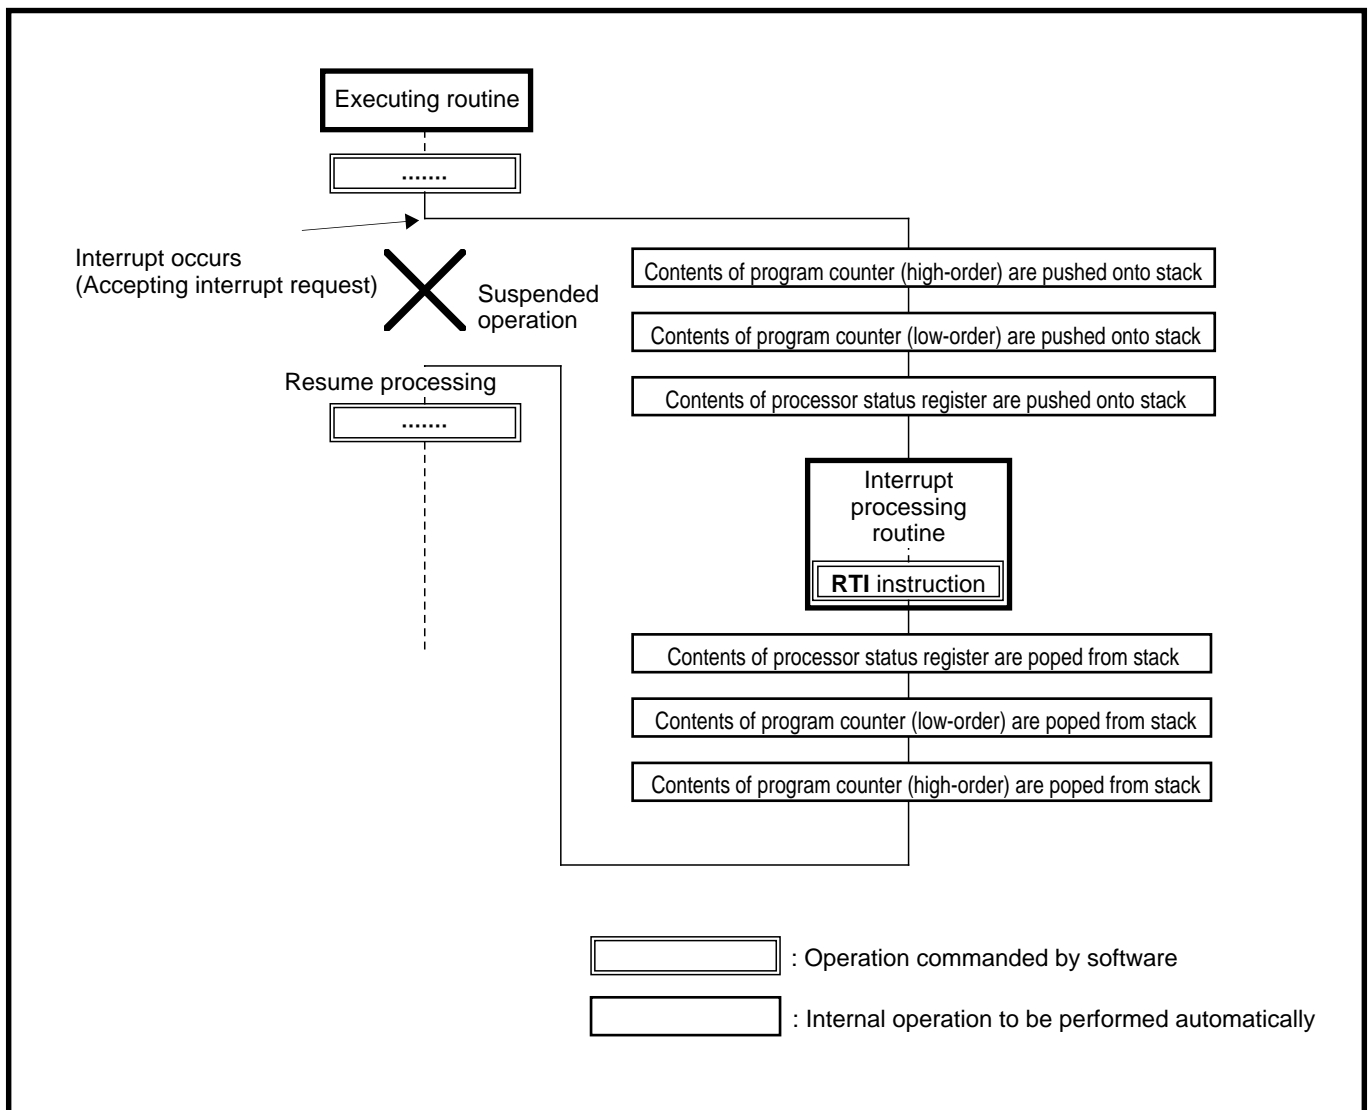 Executing routine
.......
Interrupt occurs
(Accepting interrupt request)
Suspended
operation
Contents of program counter (high-order) are pushed onto stack
Contents of program counter (low-order) are pushed onto stack
Resume processing
.......
Contents of processor status register are pushed onto stack
Interrupt
processing
routine
RTI instruction
Contents of processor status register are poped from stack
Contents of program counter (low-order) are poped from stack
Contents of program counter (high-order) are poped from stack
: Operation commanded by software
: Internal operation to be performed automatically